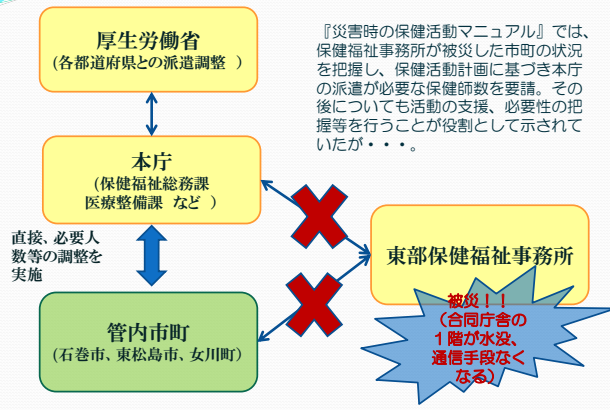 厚生労働省
(各都道府県との派遣調整 )
『災害時の保健活動マニュアル』では、
保健福祉事務所が被災した市町の状況
を把握し、保健活動計画に基づき本庁
の派遣が必要な保健師数を要請。その
後についても活動の支援、必要性の把
握等を行うことが役割として示されて
いたが・・・。
本庁
(保健福祉総務課
医療整備課 など )
直接、必要人
数等の調整を
実施
東部保健福祉事務所
被災！！
（合同庁舎の
１階が水没、
通信手段なく
なる）
管内市町
(石巻市、東松島市、女川町)